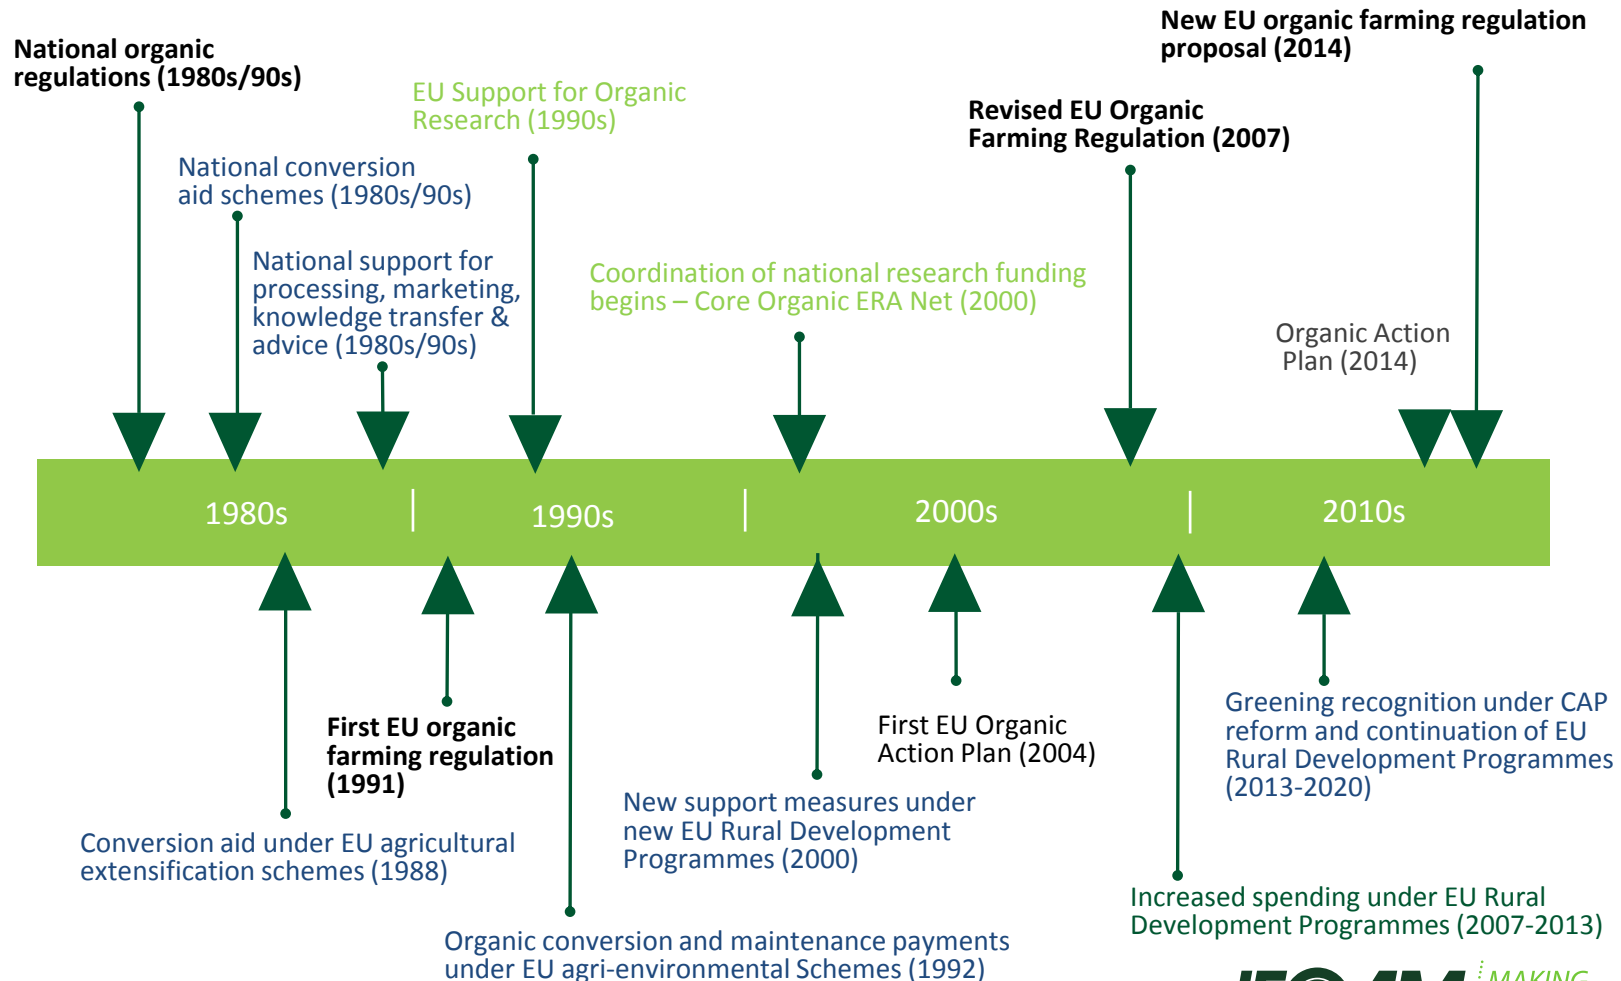 New EU organic farming regulation
proposal (2014)
National organic
regulations (1980s/90s)
EU Support for Organic
Research (1990s)
Revised EU Organic
Farming Regulation (2007)
National conversion
aid schemes (1980s/90s)
National support for
processing, marketing,
knowledge transfer &
advice (1980s/90s)
Coordination of national research funding
begins – Core Organic ERA Net (2000)
Organic Action
Plan (2014)
1980s
1990s
2000s
2010s
First EU organic
farming regulation
(1991)
First EU Organic
Action Plan (2004)
Greening recognition under CAP
reform and continuation of EU
Rural Development Programmes
(2013-2020)
New support measures under
new EU Rural Development
Programmes (2000)
Conversion aid under EU agricultural
extensification schemes (1988)
Increased spending under EU Rural
Development Programmes (2007-2013)
Organic conversion and maintenance payments
under EU agri-environmental Schemes (1992)
MAKING